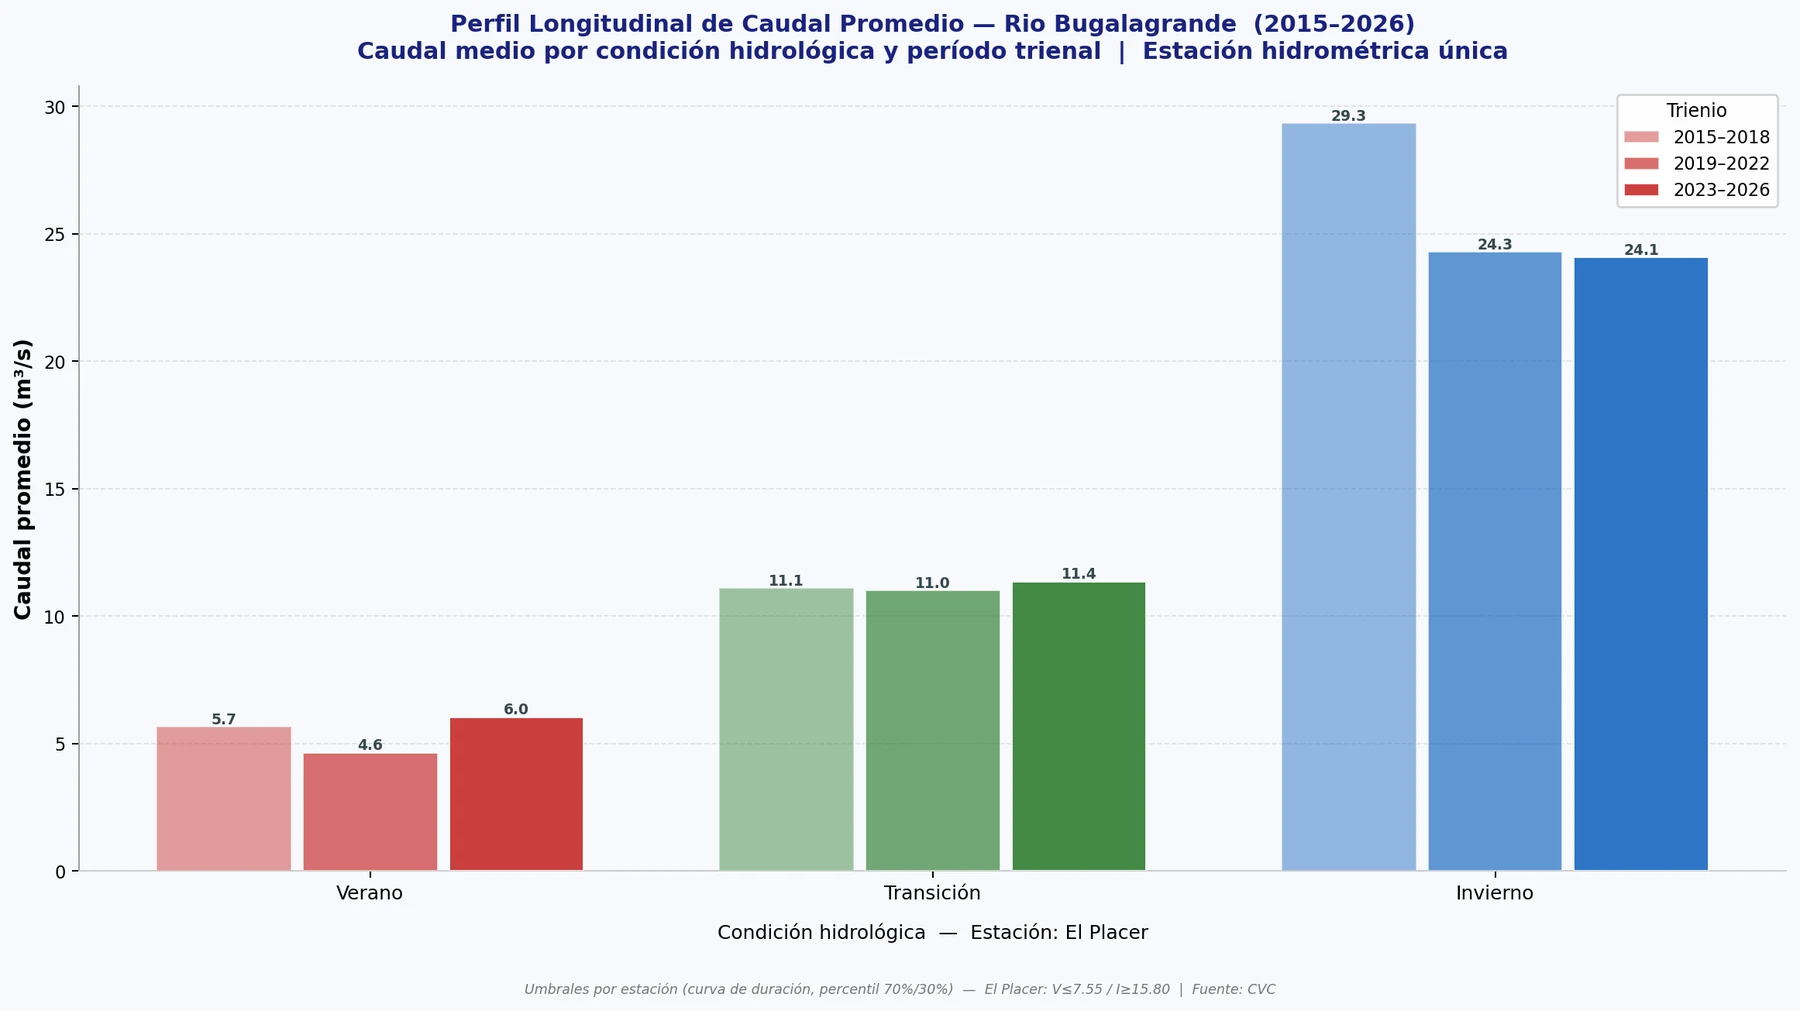 Perfil Longitudinal de Caudal Promedio — Rio Bugalagrande  (2015–2026)
Caudal medio por condición hidrológica y período trienal  |  Estación hidrométrica única
Trienio
2015–2018
2019–2022
2023–2026
Caudal promedio (m³/s)
30
25
20
15
10
5
0
5.7
4.6
6.0
11.1
11.0
11.4
29.3
24.3
24.1
Verano
Transición
Invierno
Condición hidrológica  —  Estación: El Placer
Umbrales por estación (curva de duración, percentil 70%/30%)  —  El Placer: V≤7.55 / I≥15.80  |  Fuente: CVC